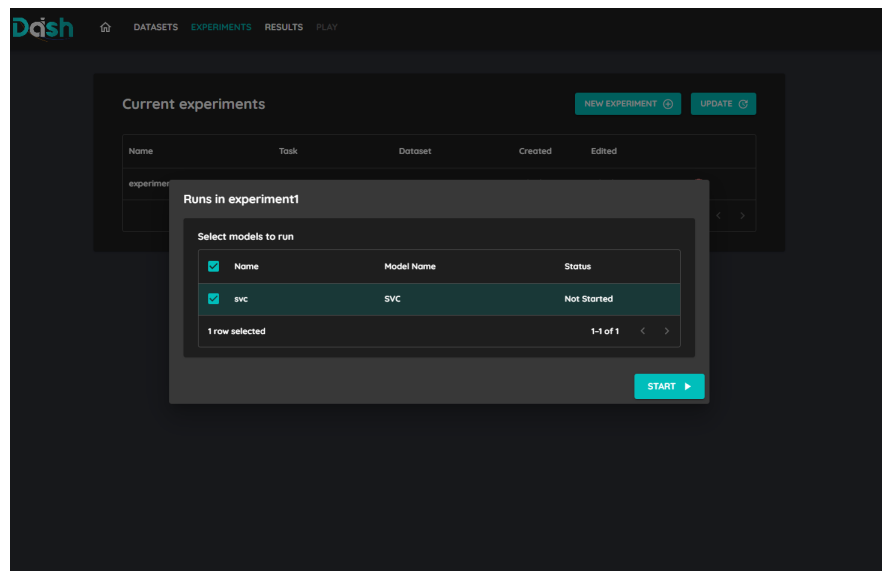 Dash DATASETS EXPERIMENTS RESULTS PLAY
Current experiments NEW EXPERIMENT UPDATE
Name Task Dataset Created Edited
experimen
Runs in experiment1
Select models to run
Name Model Name Status
svc SVC Not Started
1 row selected 1-1 of 1
START